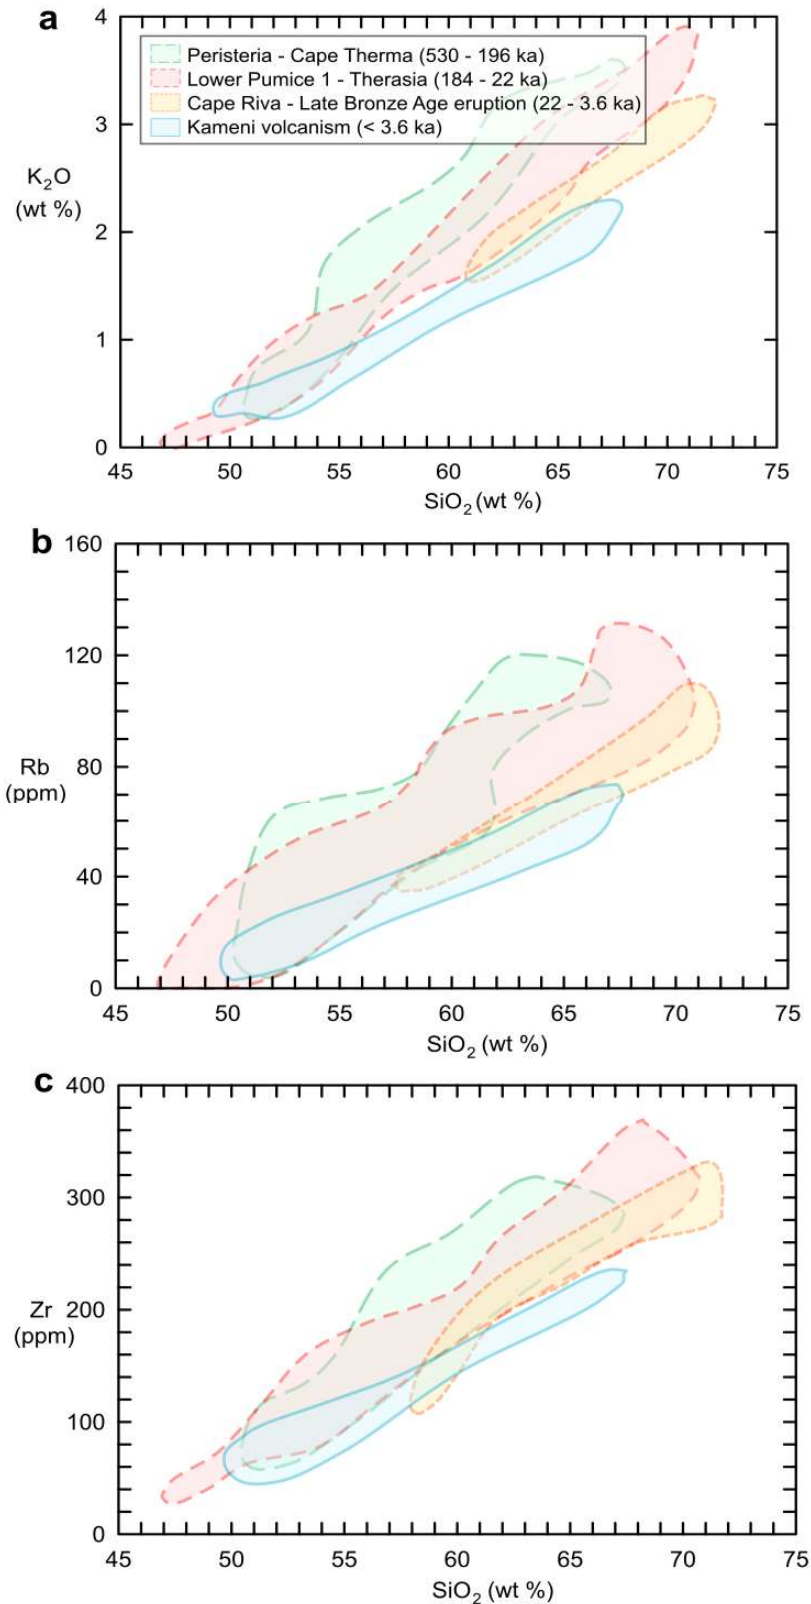 a
4
3
2
1
0
K₂O
(wt %)
Peristeria - Cape Therma (530 - 196 ka)
Lower Pumice 1 - Therasia (184 - 22 ka)
Cape Riva - Late Bronze Age eruption (22 - 3.6 ka)
Kameni volcanism (< 3.6 ka)
45 50 55 60 65 70 75
SiO₂ (wt %)
b
160
120
80
40
0
Rb
(ppm)
45 50 55 60 65 70 75
SiO₂ (wt %)
c
400
300
200
100
0
Zr
(ppm)
45 50 55 60 65 70 75
SiO₂ (wt %)